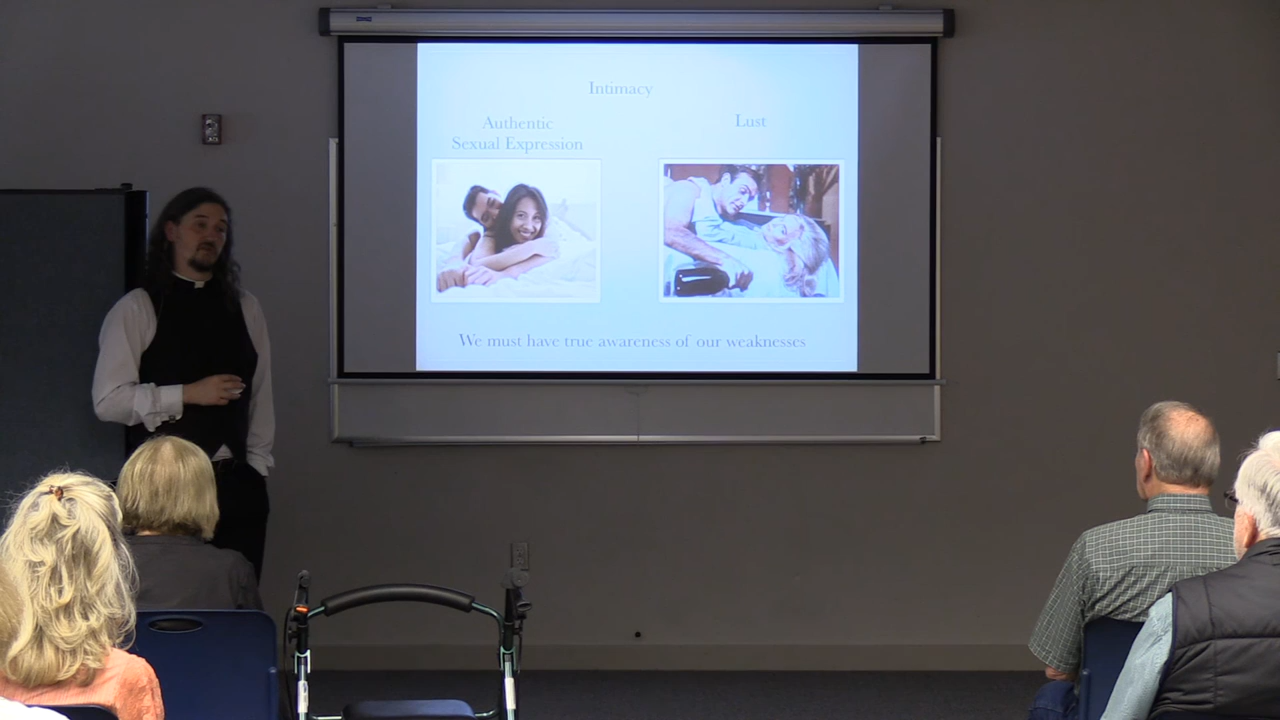 Intimacy
Authentic
Sexual Expression
Lust
We must have true awareness of our weaknesses